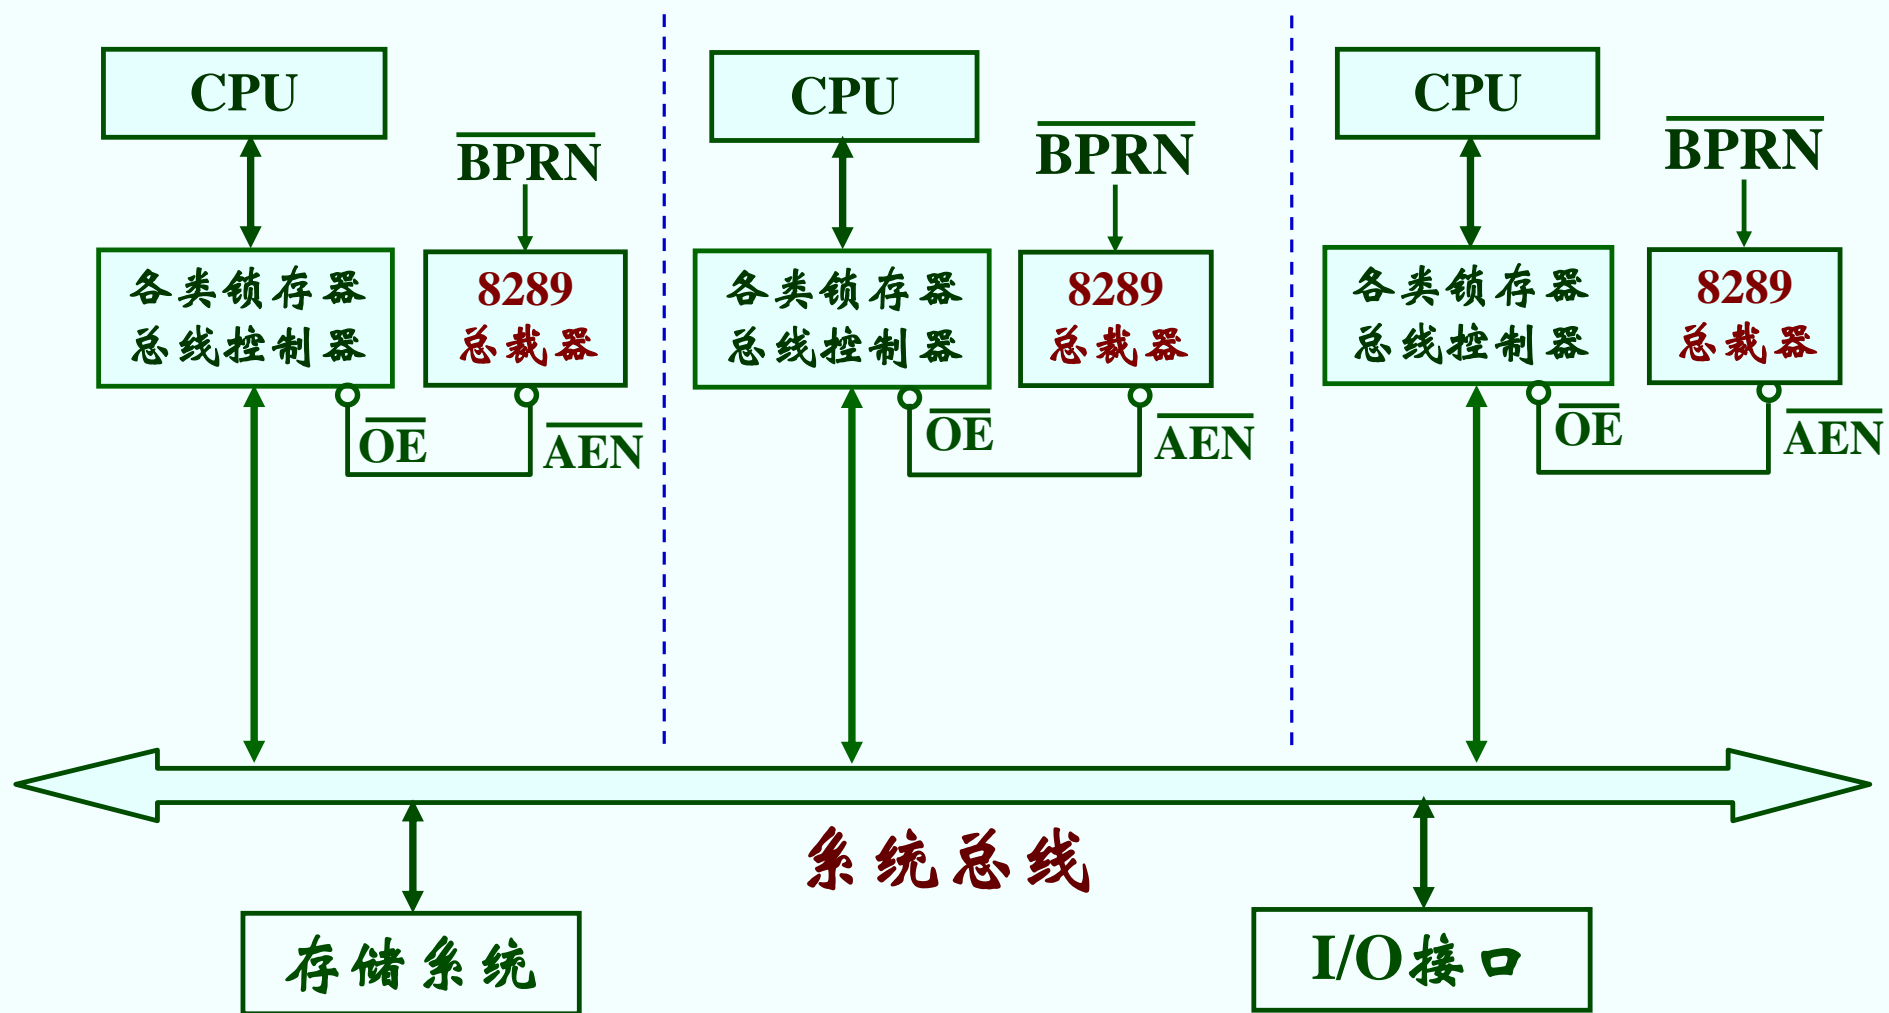 CPU
BPRN
各类锁存器
总线控制器
8289
总裁器
OE
AEN
CPU
BPRN
各类锁存器
总线控制器
8289
总裁器
OE
AEN
CPU
BPRN
各类锁存器
总线控制器
8289
总裁器
OE
AEN
系统总线
存储系统
I/O接口